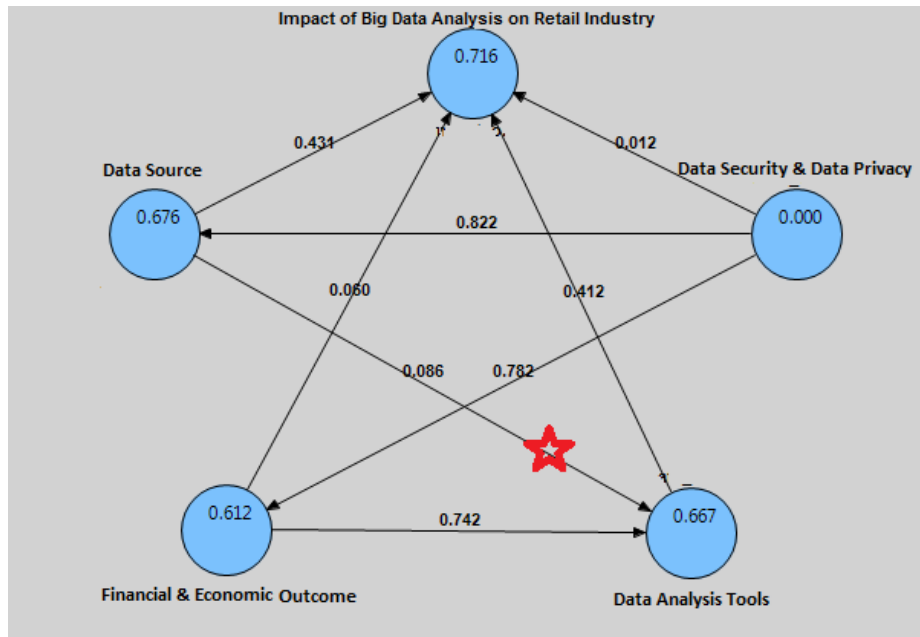 Impact of Big Data Analysis on Retail Industry
0.716
0.431
0.012
Data Source
Data Security & Data Privacy
0.676
0.000
0.822
0.060
0.412
0.086
0.782
0.612
0.742
0.667
Financial & Economic Outcome
Data Analysis Tools